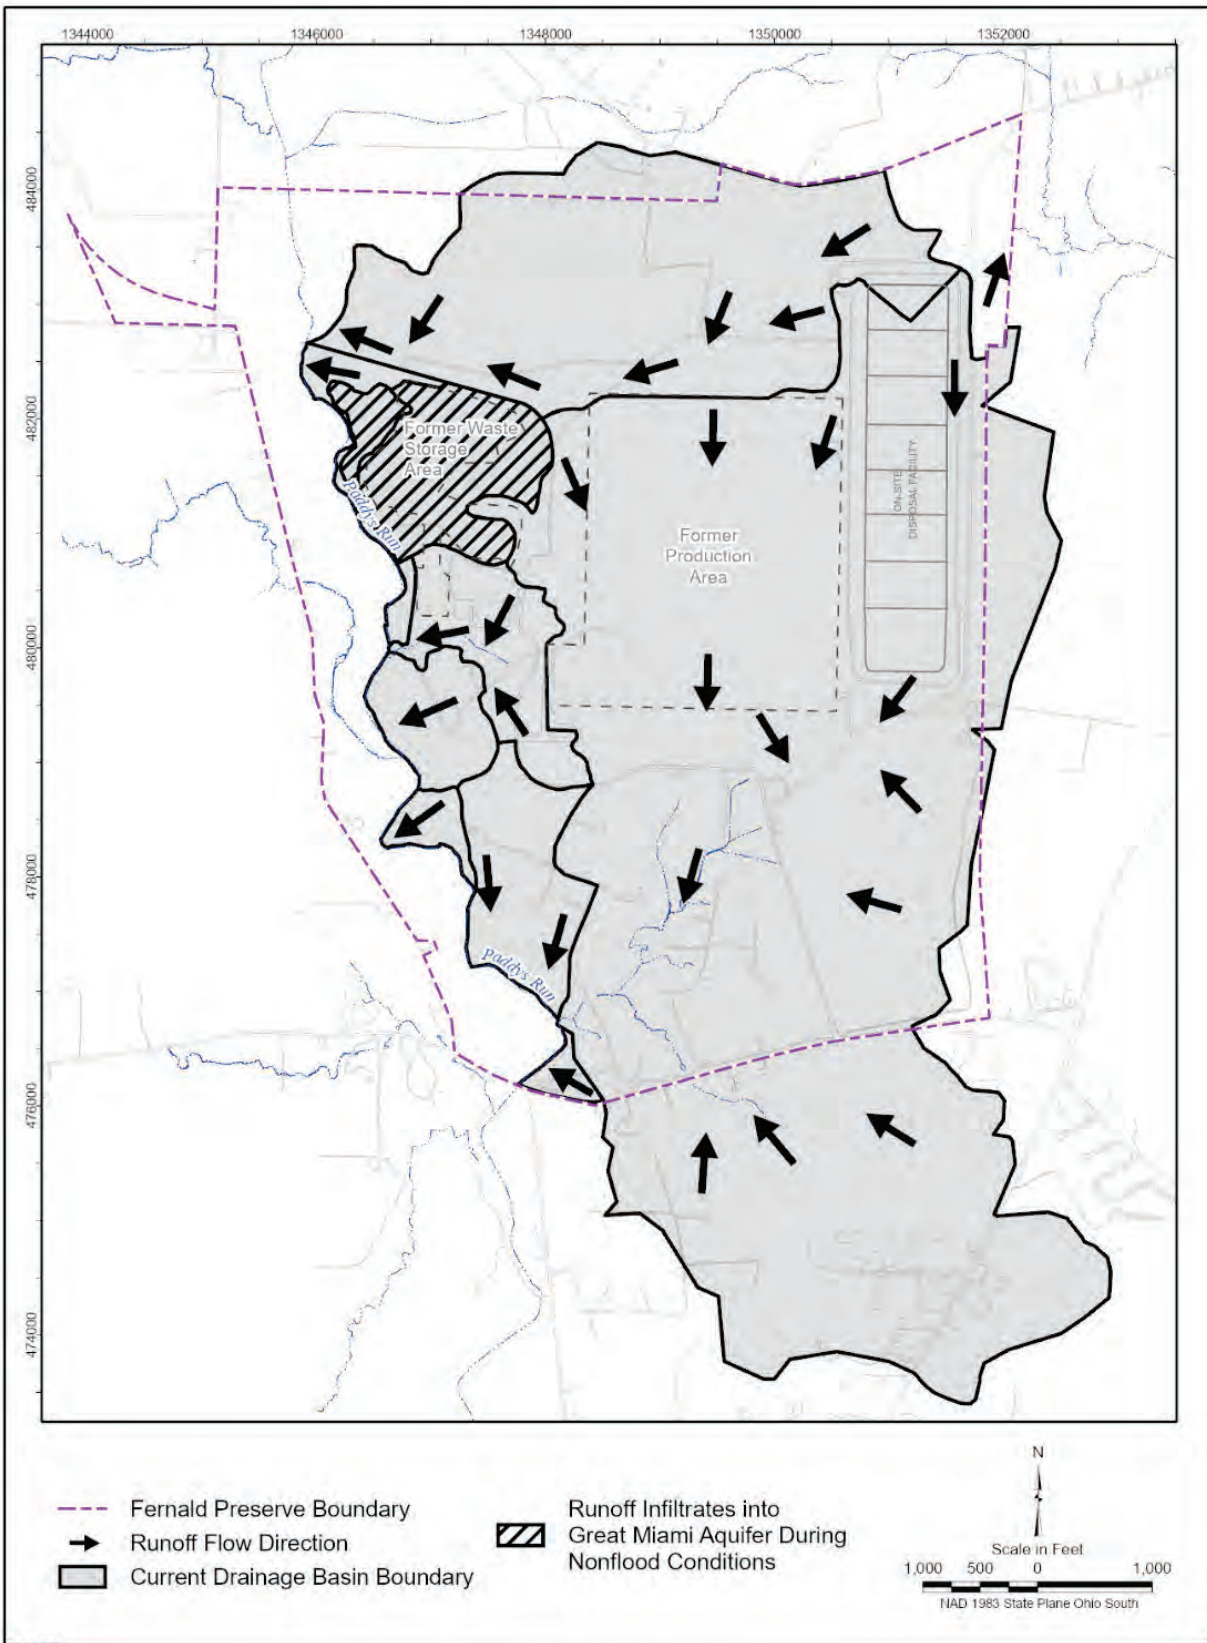 1344000
1346000
1348000
1350000
1352000
484000
482000
480000
478000
476000
474000
Former Waste
Storage
Area
Paddy's Run
Former
Production
Area
ON-SITE
DISPOSAL FACILITY
Paddy's Run
Fernald Preserve Boundary
Runoff Flow Direction
Current Drainage Basin Boundary
Runoff Infiltrates into
Great Miami Aquifer During
Nonflood Conditions
N
Scale in Feet
1,000 500 0 1,000
NAD 1983 State Plane Ohio South